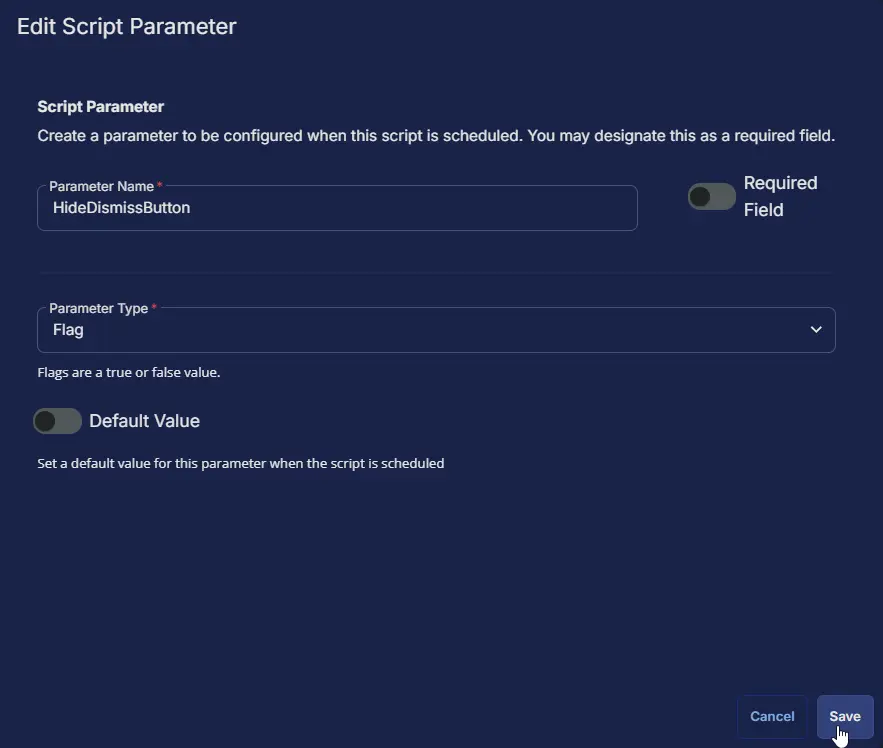 Edit Script Parameter
Script Parameter
Create a parameter to be configured when this script is scheduled. You may designate this as a required field.
Parameter Name *
HideDismissButton
Required
Field
Parameter Type *
Flag
Flags are a true or false value.
Default Value
Set a default value for this parameter when the script is scheduled
Cancel
Save